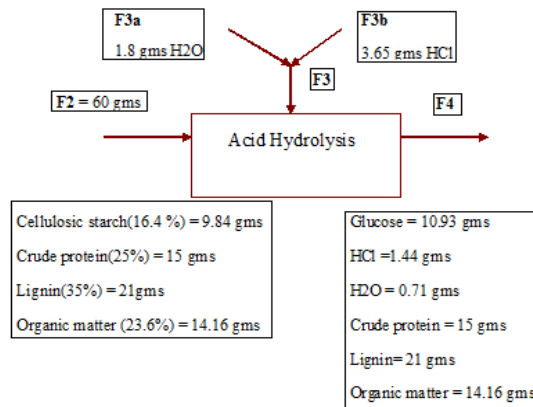 F3a
1.8 gms H2O
F3b
3.65 gms HCl
F3
F2 = 60 gms
F4
Acid Hydrolysis
Cellulosic starch(16.4 %) = 9.84 gms
Crude protein(25%) = 15 gms
Lignin(35%) = 21gms
Organic matter (23.6%) = 14.16 gms
Glucose = 10.93 gms
HCl =1.44 gms
H2O = 0.71 gms
Crude protein = 15 gms
Lignin= 21 gms
Organic matter = 14.16 gms